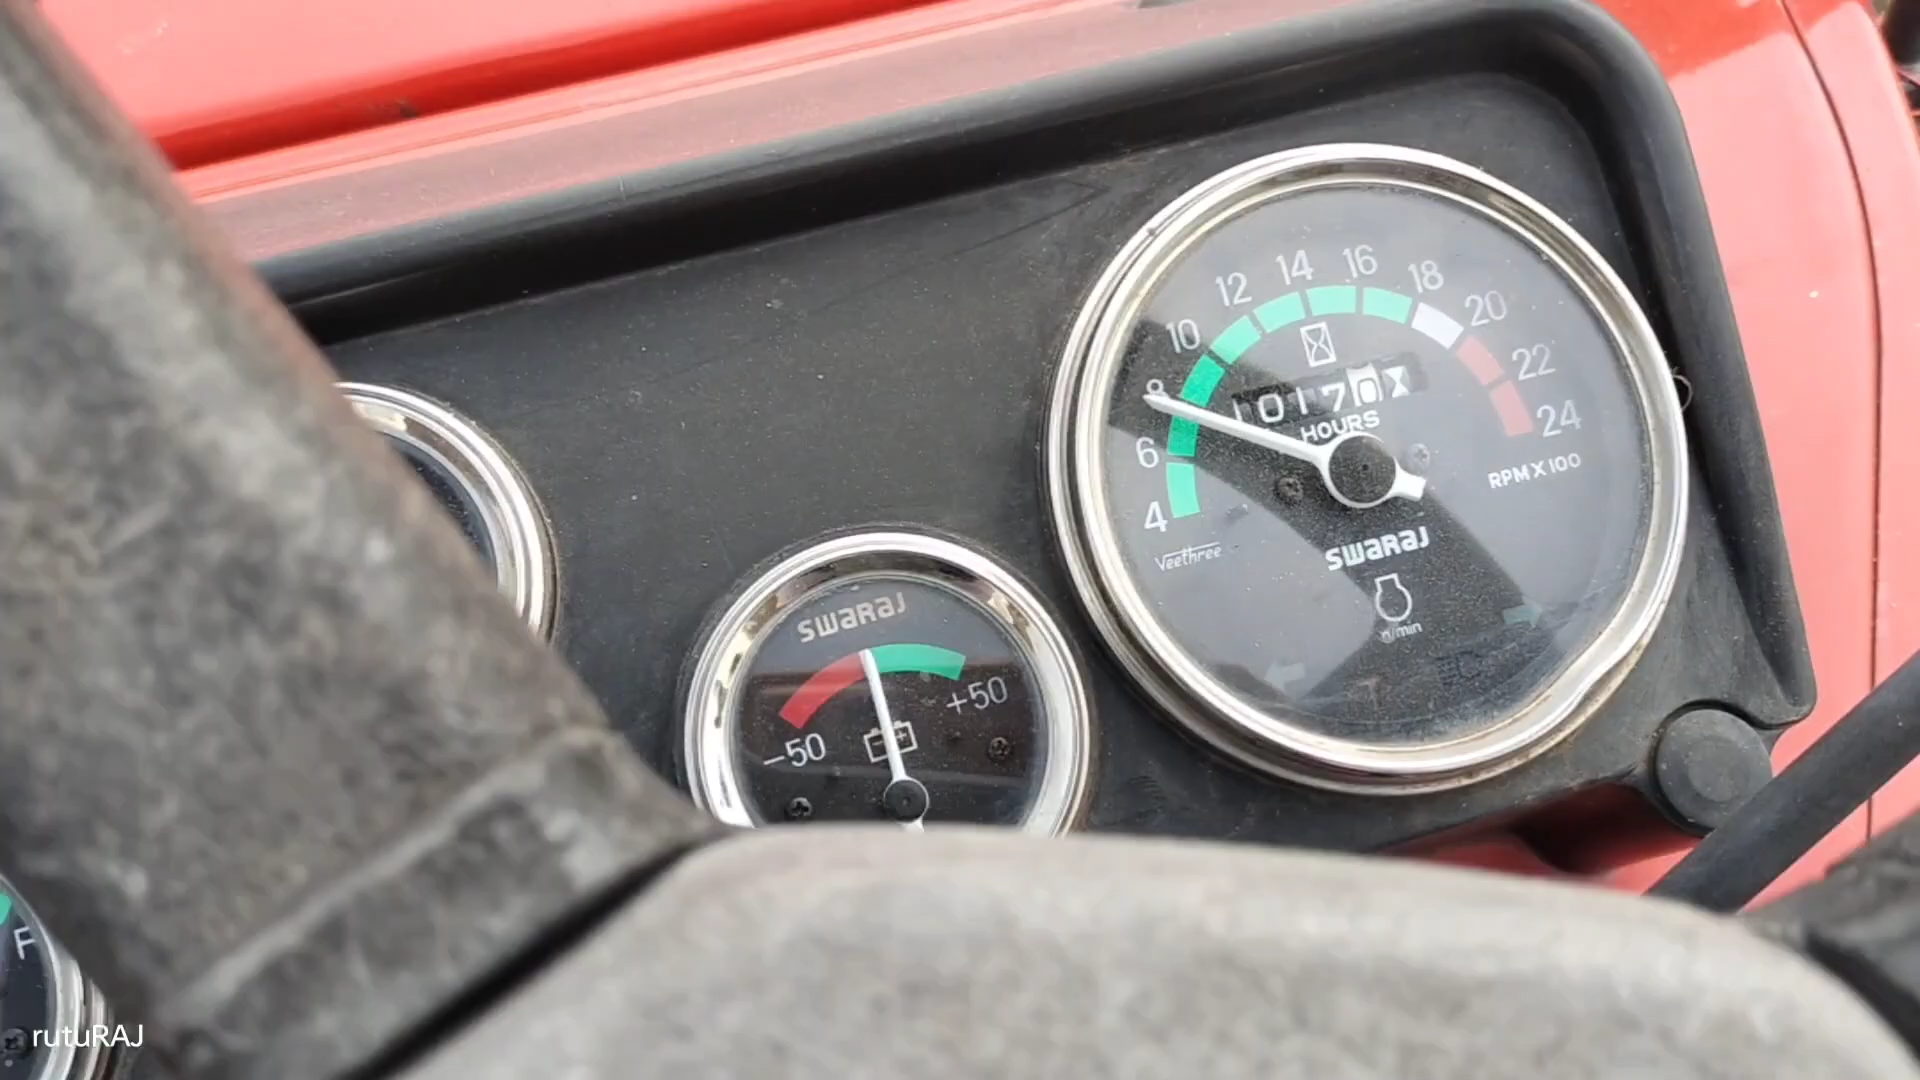 4 6 8 10 12 14 16 18 20 22 24
0170
HOURS
RPM X 100
Veethree
SWARAJ
n/min
SWARAJ
-50 +50
- +
F
rutuRAJ